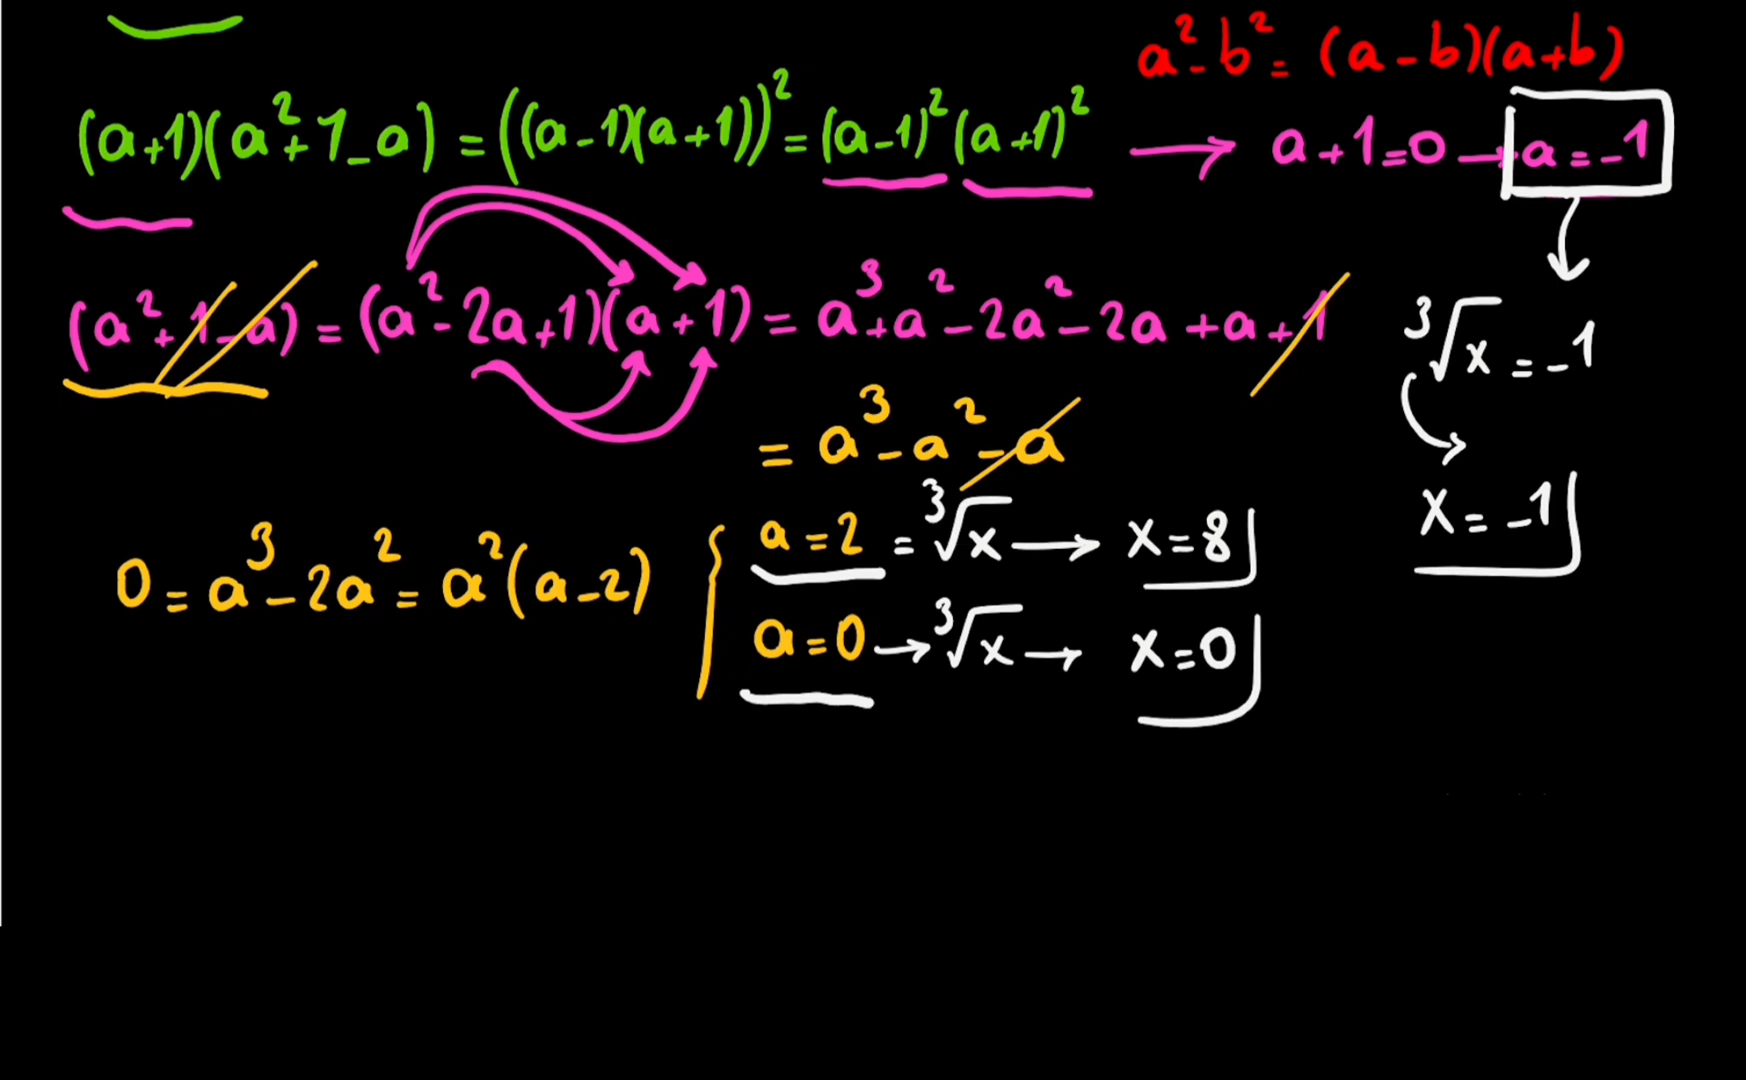 a² - b² = (a - b)(a + b)
(a + 1)(a² + 1 - a) = ((a - 1)(a + 1))² = (a - 1)² (a + 1)² → a + 1 = 0 → a = -1
(a² + 1 - a) = (a² - 2a + 1)(a + 1) = a³ + a² - 2a² - 2a + a + 1
∛x = -1
= a³ - a² - a
x = -1
0 = a³ - 2a² = a²(a - 2) { a = 2 = ∛x → x = 8
a = 0 → ∛x → x = 0